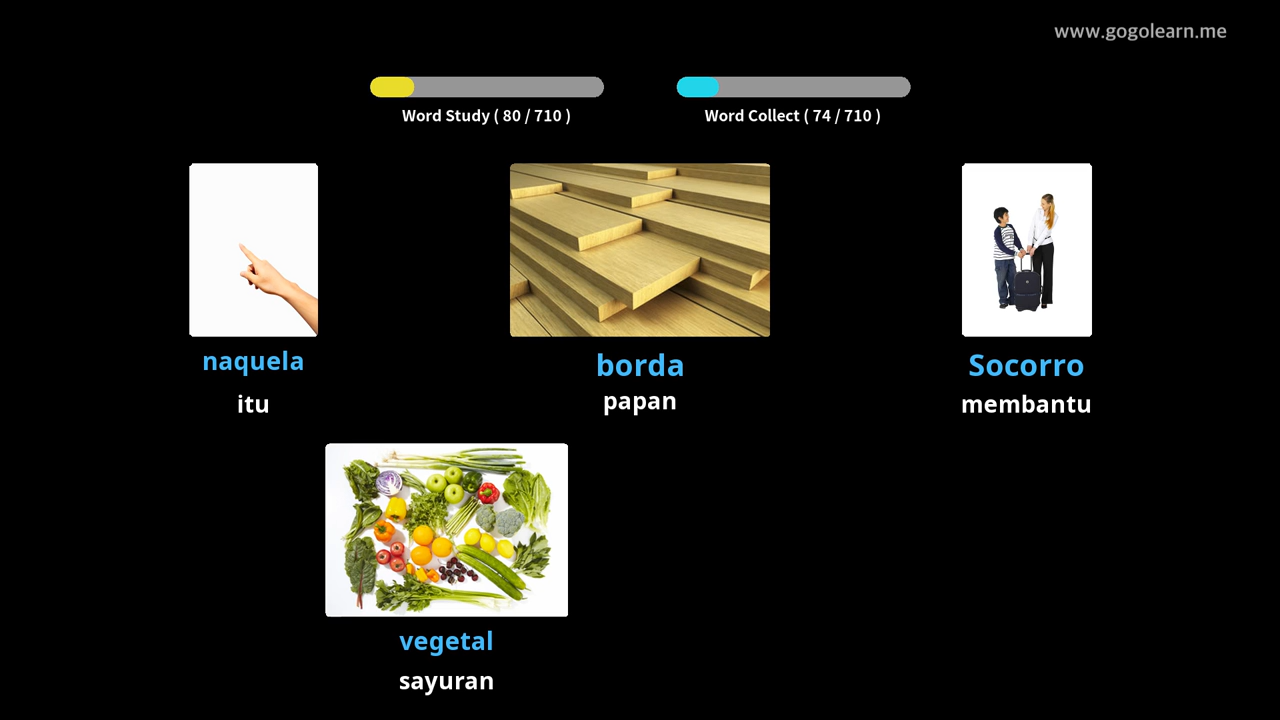 www.gogolearn.me
Word Study ( 80 / 710 )
Word Collect ( 74 / 710 )
naquela
itu
borda
papan
Socorro
membantu
vegetal
sayuran